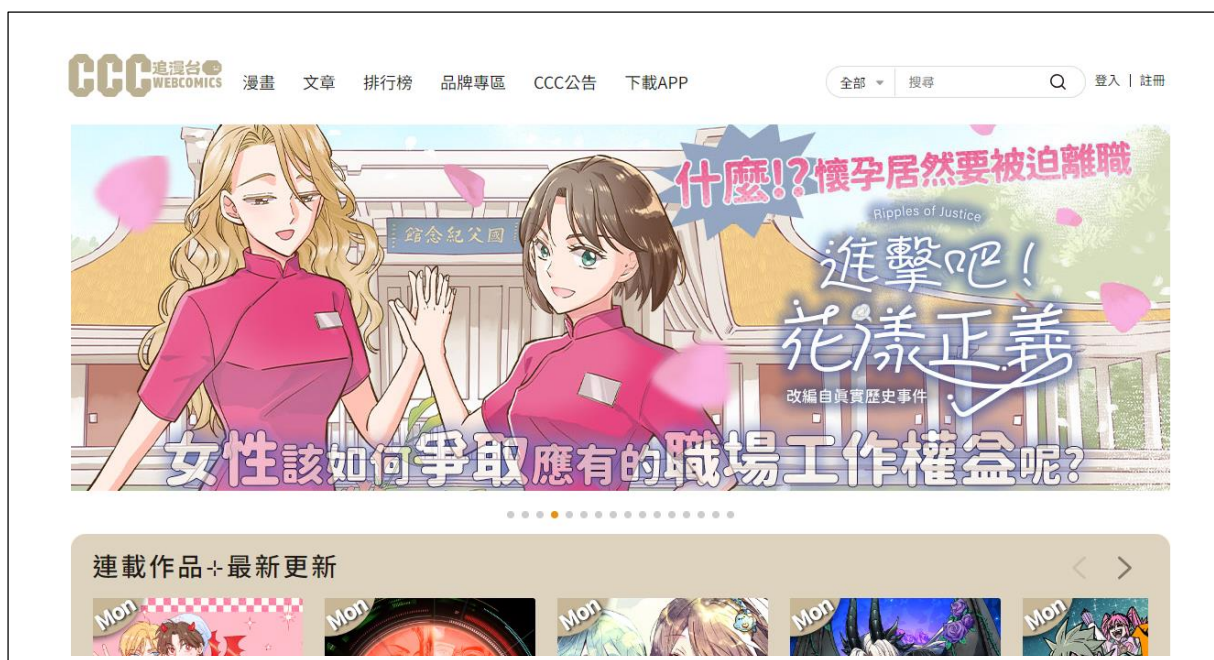 CCC 追漫台
WEBCOMICS
漫畫 文章 排行榜 品牌專區 CCC公告 下載APP
全部 搜尋
登入 | 註冊
什麼!?懷孕居然要被迫離職
館念紀父國
Ripples of Justice
進擊吧!
花漾正義
改編自真實歷史事件
女性該如何爭取應有的職場工作權益呢?
連載作品⊹最新更新
Mon Mon Mon Mon Mon